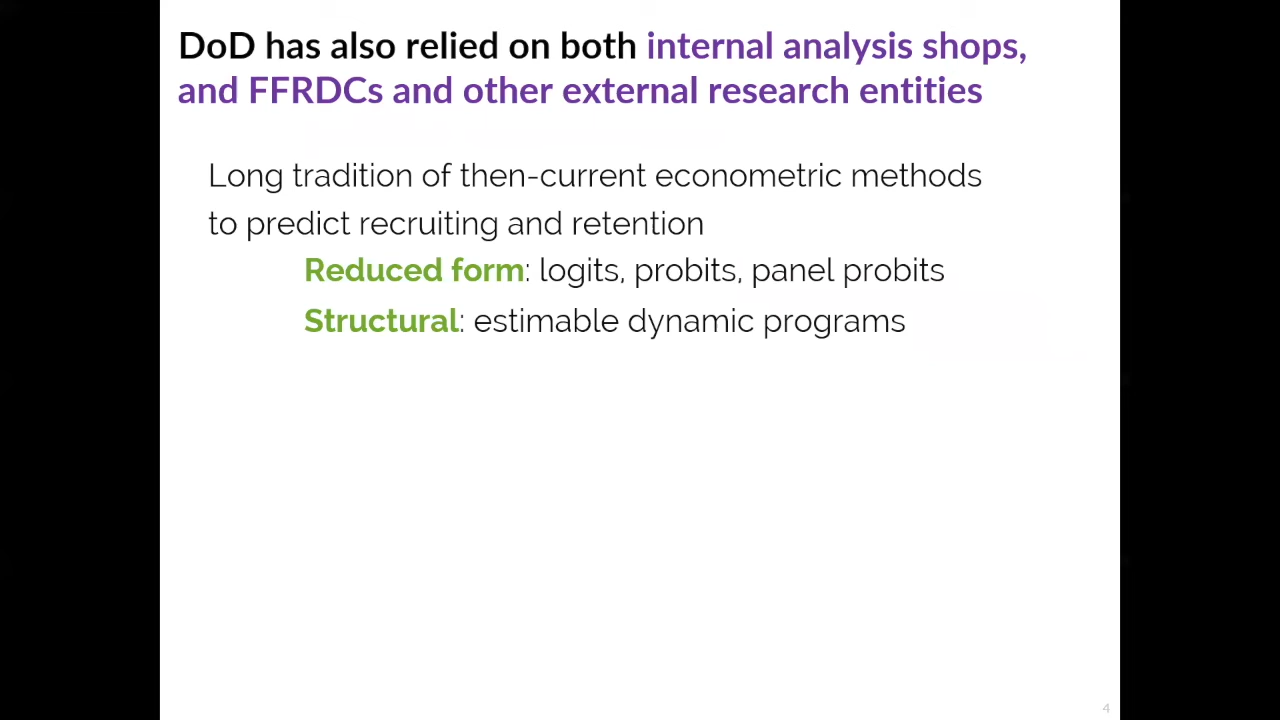 DoD has also relied on both internal analysis shops,
and FFRDCs and other external research entities
Long tradition of then-current econometric methods
to predict recruiting and retention
Reduced form: logits, probits, panel probits
Structural: estimable dynamic programs
4